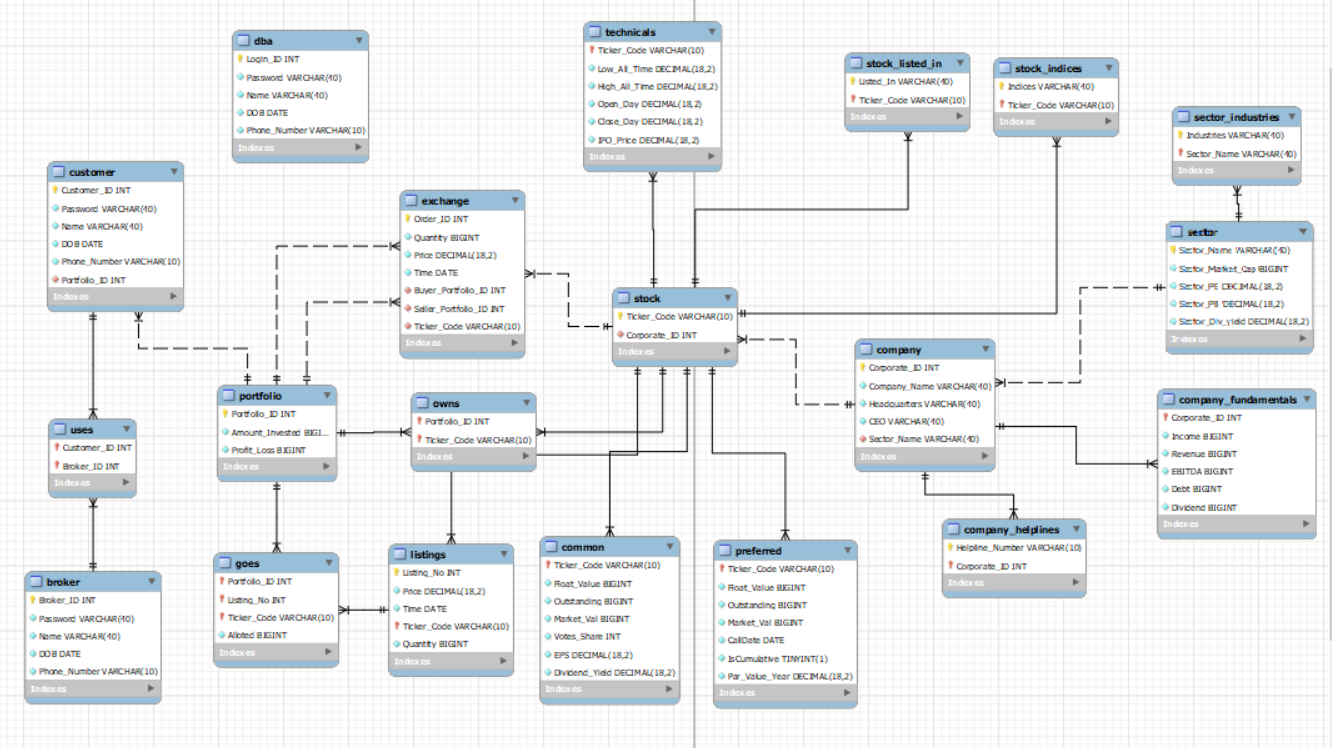 dba
Login_ID INT
Password VARCHAR(40)
Name VARCHAR(40)
DOB DATE
Phone_Number VARCHAR(10)
Indexes
technicals
Ticker_Code VARCHAR(10)
Low_All_Time DECIMAL(18,2)
High_All_Time DECIMAL(18,2)
Open_Day DECIMAL(18,2)
Close_Day DECIMAL(18,2)
IPO_Price DECIMAL(18,2)
Indexes
stock_listed_in
Listed_In VARCHAR(40)
Ticker_Code VARCHAR(10)
Indexes
stock_indices
Indices VARCHAR(40)
Ticker_Code VARCHAR(10)
Indexes
sector_industries
Industries VARCHAR(40)
Sector_Name VARCHAR(40)
Indexes
customer
Customer_ID INT
Password VARCHAR(40)
Name VARCHAR(40)
DOB DATE
Phone_Number VARCHAR(10)
Portfolio_ID INT
Indexes
exchange
Order_ID INT
Quantity BIGINT
Price DECIMAL(18,2)
Time DATE
Buyer_Portfolio_ID INT
Seller_Portfolio_ID INT
Ticker_Code VARCHAR(10)
Indexes
sector
Sector_Name VARCHAR(40)
Sector_Market_Cap BIGINT
Sector_PE DECIMAL(18,2)
Sector_PB DECIMAL(18,2)
Sector_Div_yield DECIMAL(18,2)
Indexes
stock
Ticker_Code VARCHAR(10)
Corporate_ID INT
Indexes
company
Corporate_ID INT
Company_Name VARCHAR(40)
Headquarters VARCHAR(40)
CEO VARCHAR(40)
Sector_Name VARCHAR(40)
Indexes
portfolio
Portfolio_ID INT
Amount_Invested BIGI...
Profit_Loss BIGINT
Indexes
owns
Portfolio_ID INT
Ticker_Code VARCHAR(10)
Indexes
company_fundamentals
Corporate_ID INT
Income BIGINT
Revenue BIGINT
EBITDA BIGINT
Debt BIGINT
Dividend BIGINT
Indexes
uses
Customer_ID INT
Broker_ID INT
Indexes
company_helplines
Helpline_Number VARCHAR(10)
Corporate_ID INT
Indexes
broker
Broker_ID INT
Password VARCHAR(40)
Name VARCHAR(40)
DOB DATE
Phone_Number VARCHAR(10)
Indexes
goes
Portfolio_ID INT
Listing_No INT
Ticker_Code VARCHAR(10)
Alloted BIGINT
Indexes
listings
Listing_No INT
Price DECIMAL(18,2)
Time DATE
Ticker_Code VARCHAR(10)
Quantity BIGINT
Indexes
common
Ticker_Code VARCHAR(10)
Float_Value BIGINT
Outstanding BIGINT
Market_Val BIGINT
Votes_Share INT
EPS DECIMAL(18,2)
Dividend_Yield DECIMAL(18,2)
Indexes
preferred
Ticker_Code VARCHAR(10)
Float_Value BIGINT
Outstanding BIGINT
Market_Val BIGINT
CallDate DATE
IsCumulative TINYINT(1)
Par_Value_Year DECIMAL(18,2)
Indexes